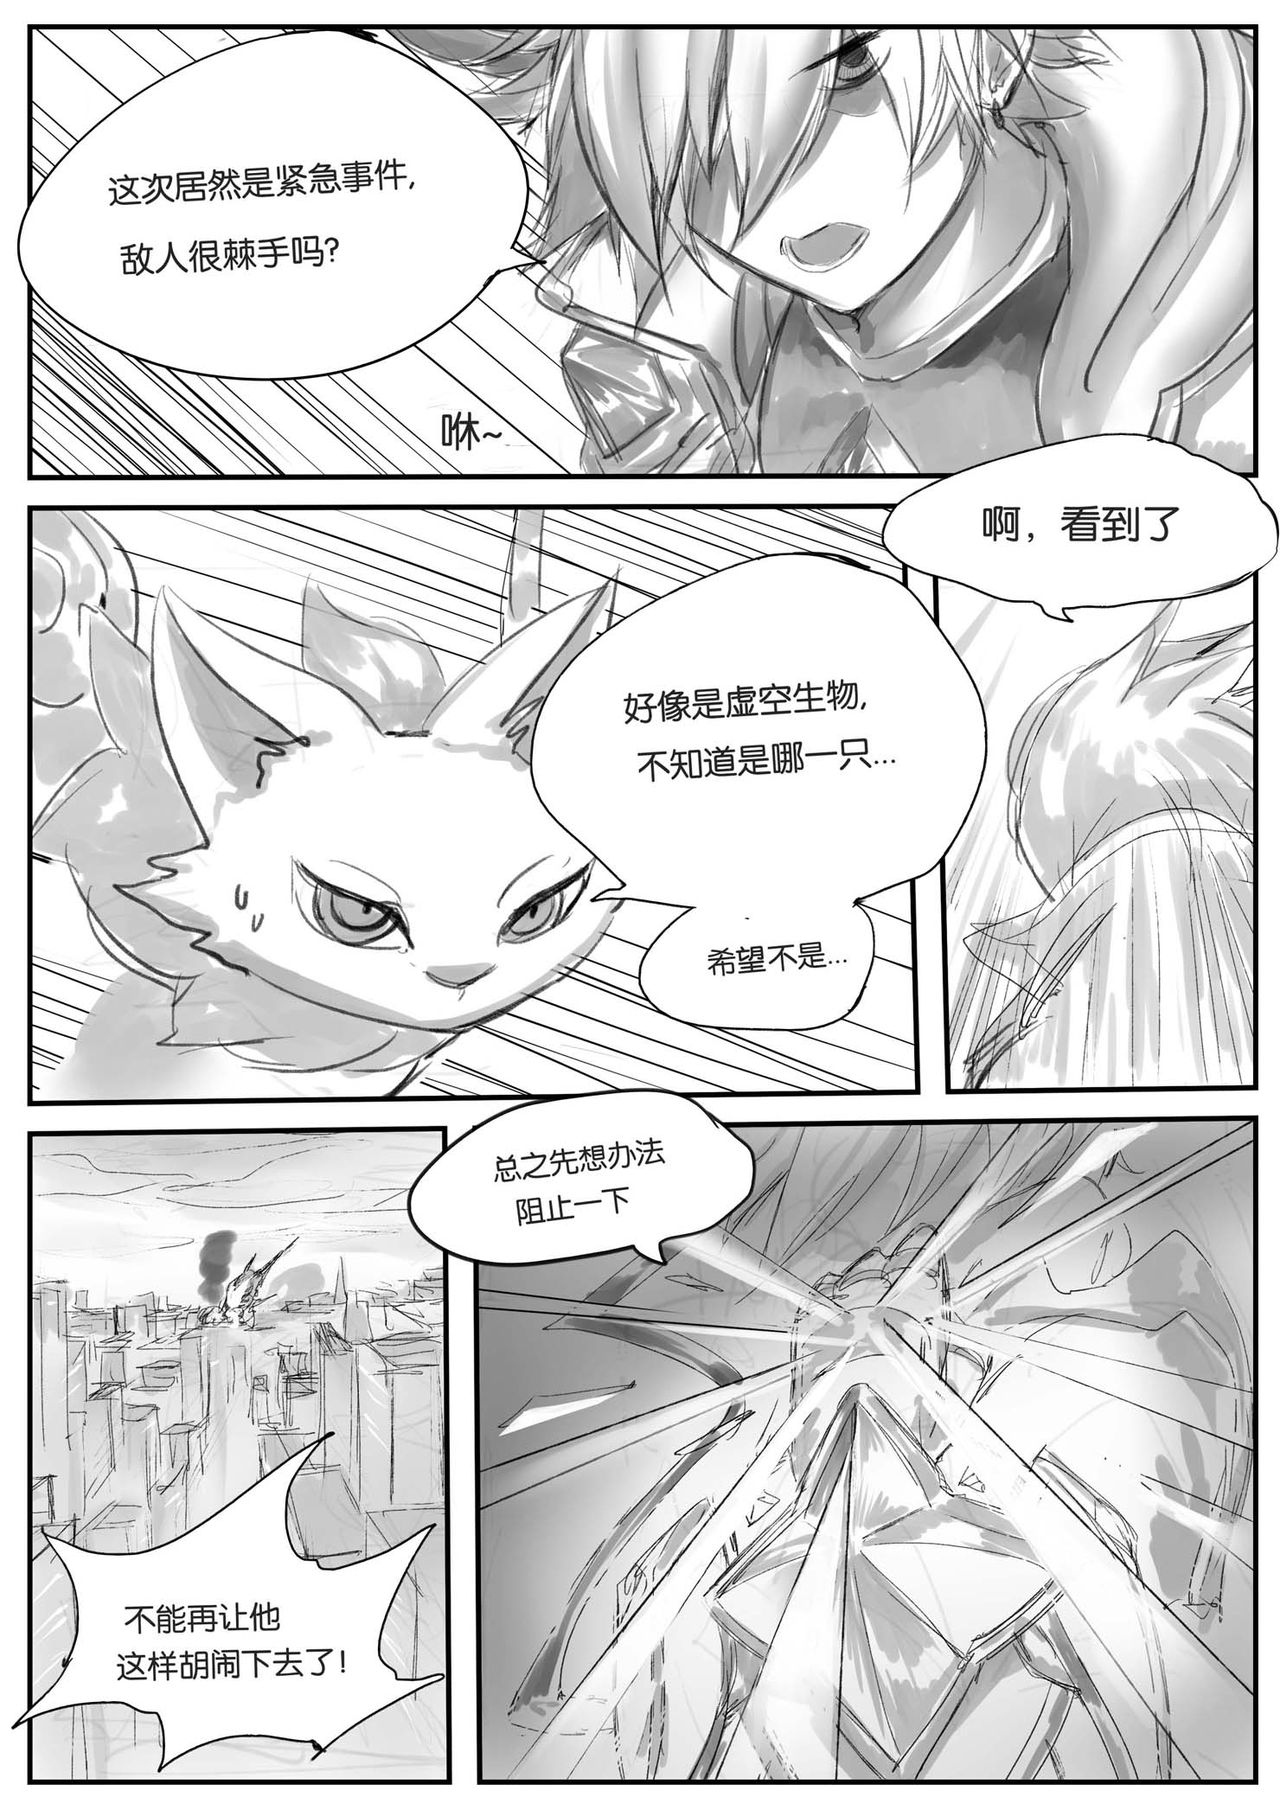 这次居然是紧急事件,
敌人很棘手吗?
咻~
好像是虚空生物,
不知道是哪一只...
希望不是...
啊，看到了
不能再让他
这样胡闹下去了!
总之先想办法
阻止一下